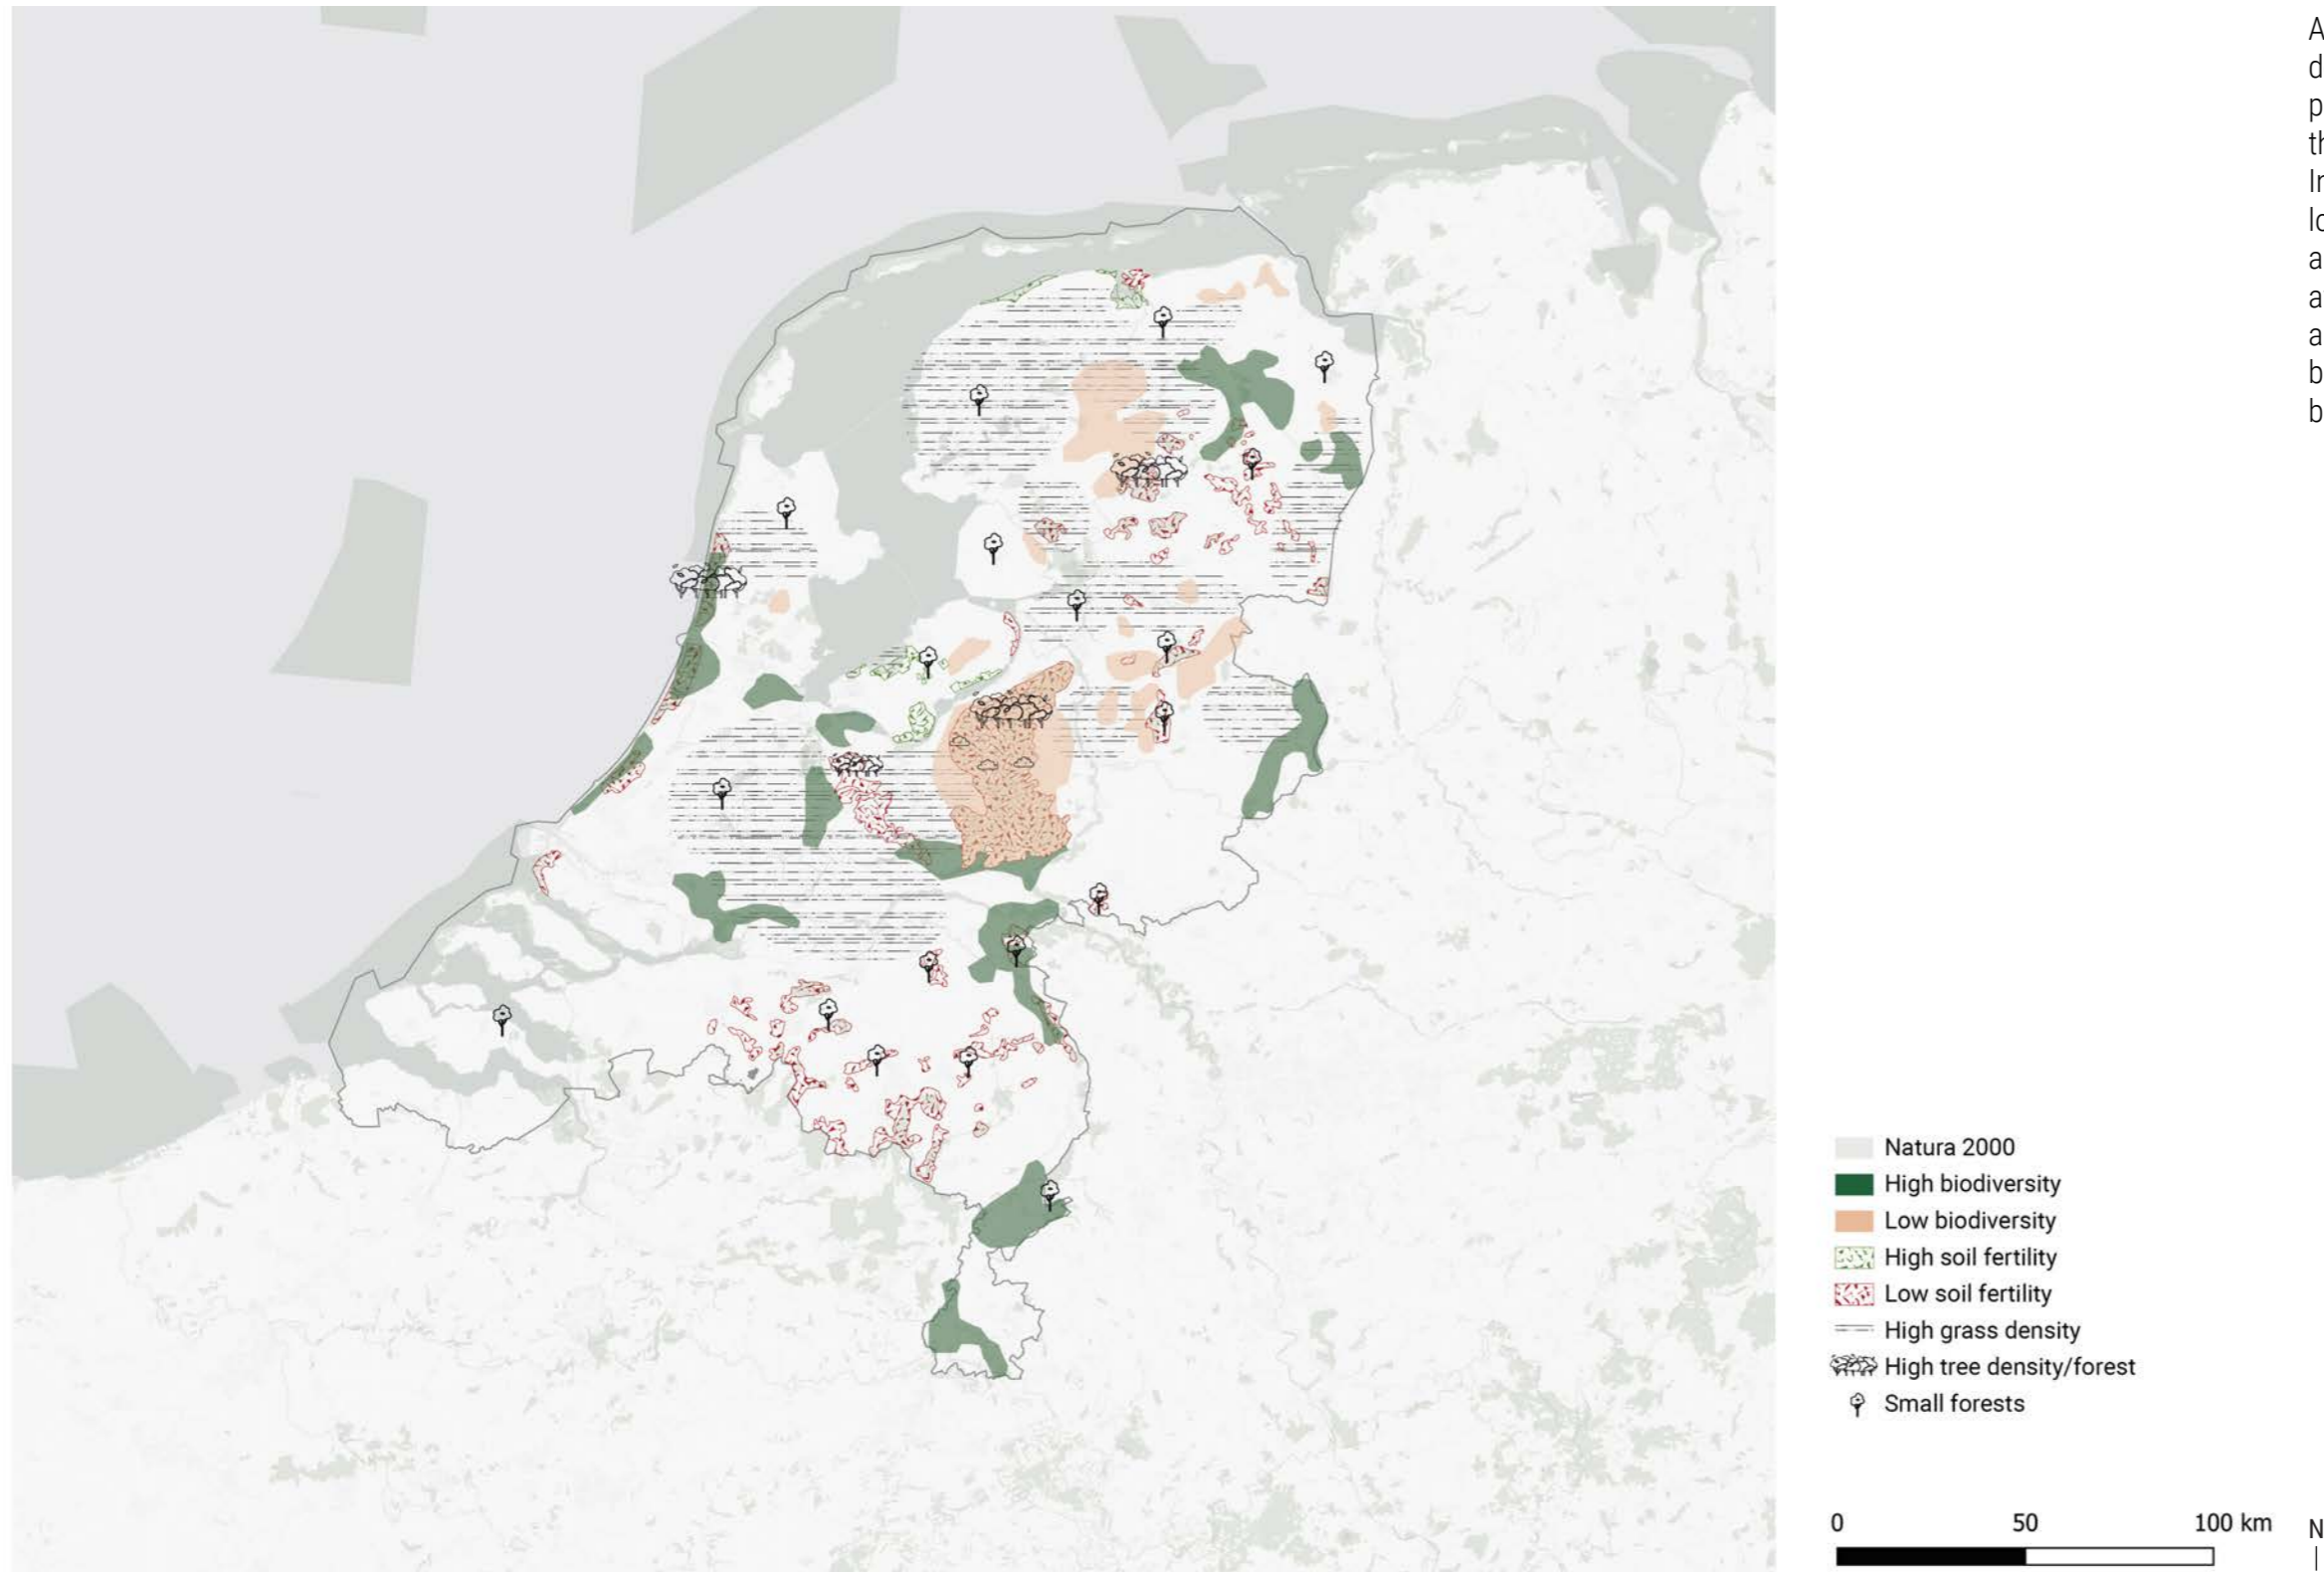 Natura 2000
High biodiversity
Low biodiversity
High soil fertility
Low soil fertility
High grass density
High tree density/forest
Small forests
0 50 100 km
N